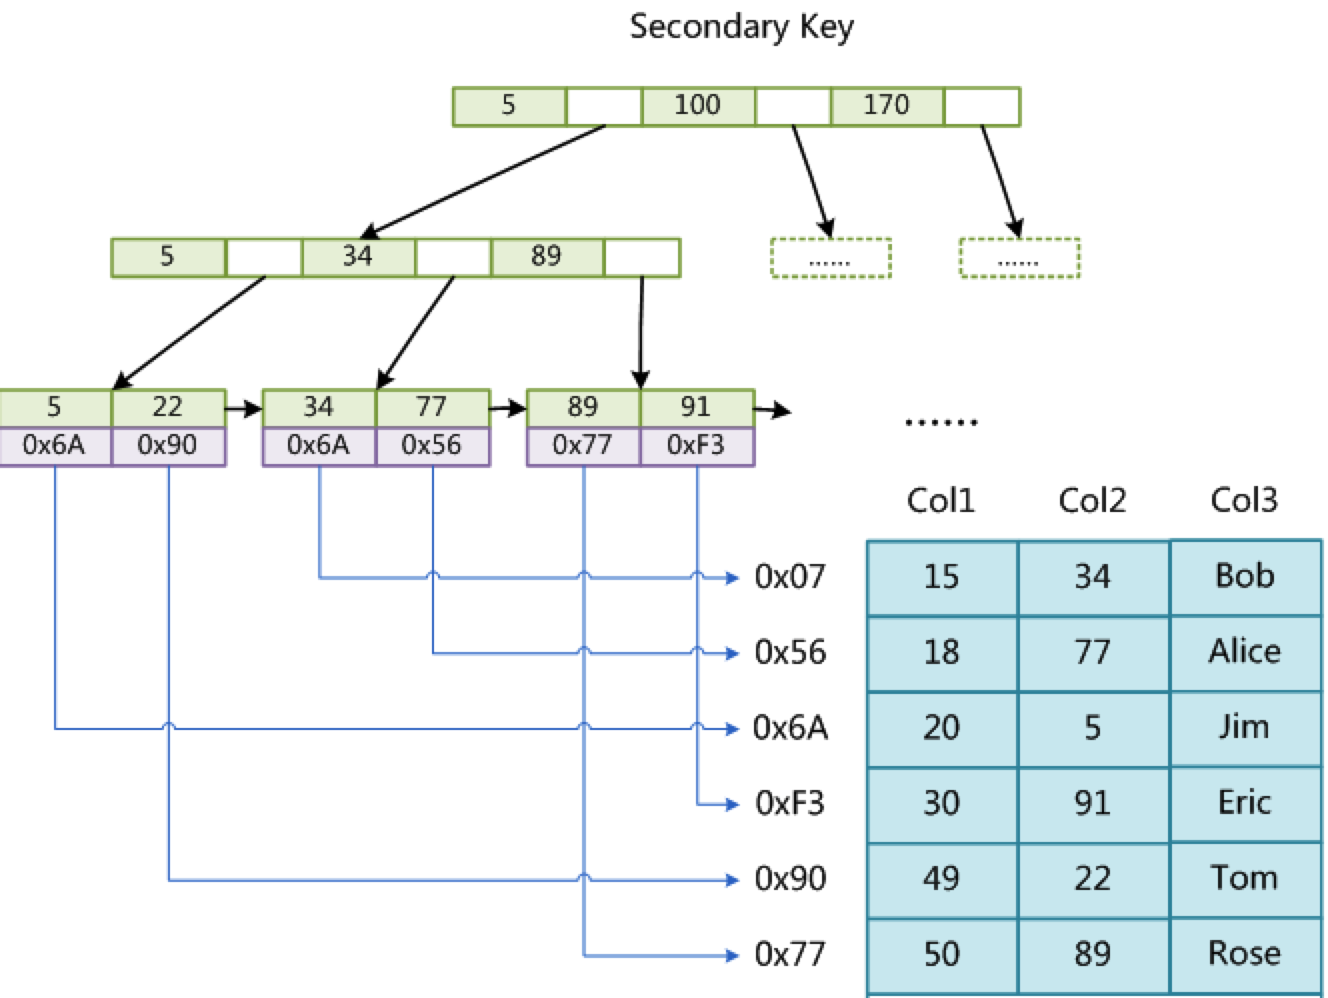 Secondary Key
5 100 170
5 34 89
...... ......
5 22 34 77 89 91
0x6A 0x90 0x6A 0x56 0x77 0xF3
......
Col1 Col2 Col3
0x07 15 34 Bob
0x56 18 77 Alice
0x6A 20 5 Jim
0xF3 30 91 Eric
0x90 49 22 Tom
0x77 50 89 Rose